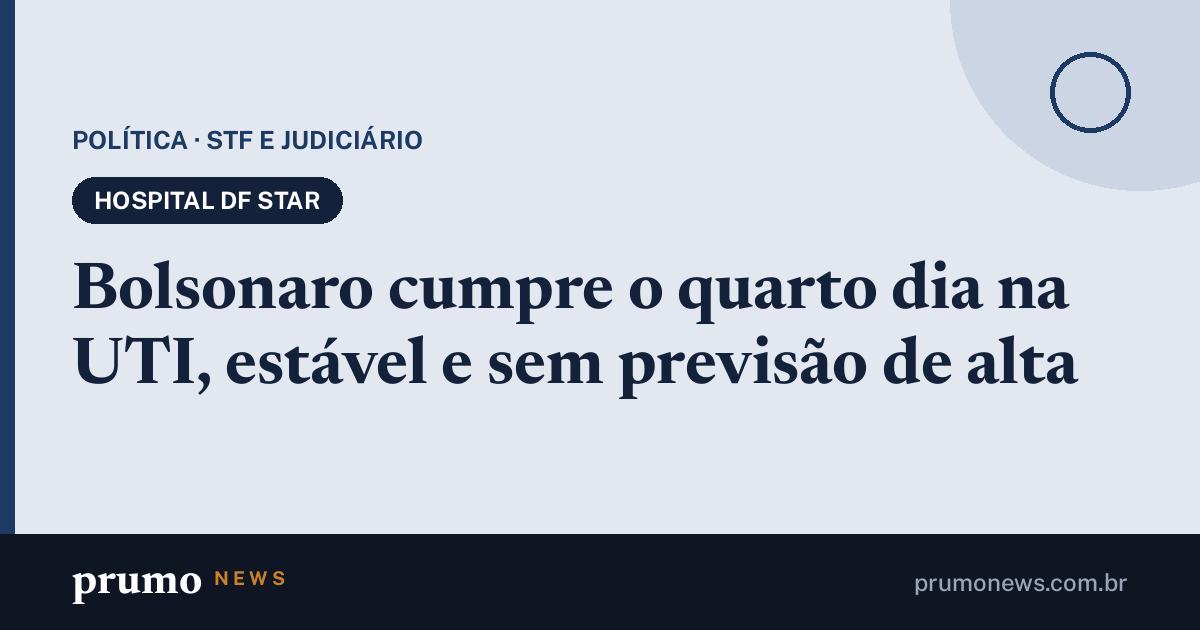 POLÍTICA · STF E JUDICIÁRIO
HOSPITAL DF STAR
Bolsonaro cumpre o quarto dia na
UTI, estável e sem previsão de alta
prumo NEWS
prumonews.com.br